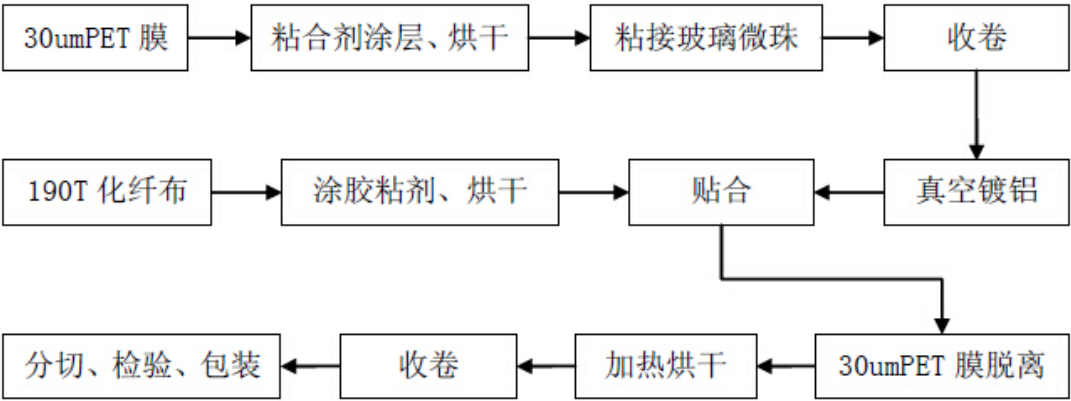 30umPET 膜
粘合剂涂层、烘干
粘接玻璃微珠
收卷
190T 化纤布
涂胶粘剂、烘干
贴合
真空镀铝
分切、检验、包装
收卷
加热烘干
30umPET 膜脱离